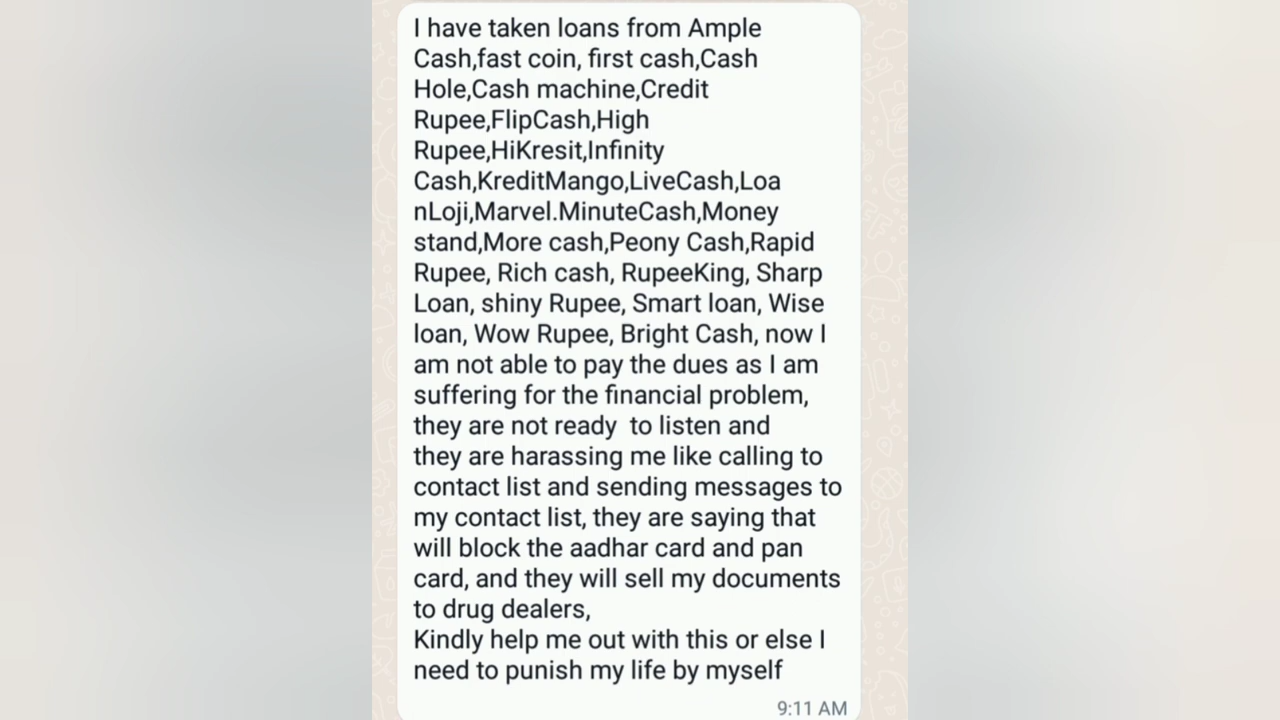 I have taken loans from Ample
Cash,fast coin, first cash,Cash
Hole,Cash machine,Credit
Rupee,FlipCash,High
Rupee,HiKresit,Infinity
Cash,KreditMango,LiveCash,Loa
nLoji,Marvel.MinuteCash,Money
stand,More cash,Peony Cash,Rapid
Rupee, Rich cash, RupeeKing, Sharp
Loan, shiny Rupee, Smart loan, Wise
loan, Wow Rupee, Bright Cash, now I
am not able to pay the dues as I am
suffering for the financial problem,
they are not ready  to listen and
they are harassing me like calling to
contact list and sending messages to
my contact list, they are saying that
will block the aadhar card and pan
card, and they will sell my documents
to drug dealers,
Kindly help me out with this or else I
need to punish my life by myself
9:11 AM